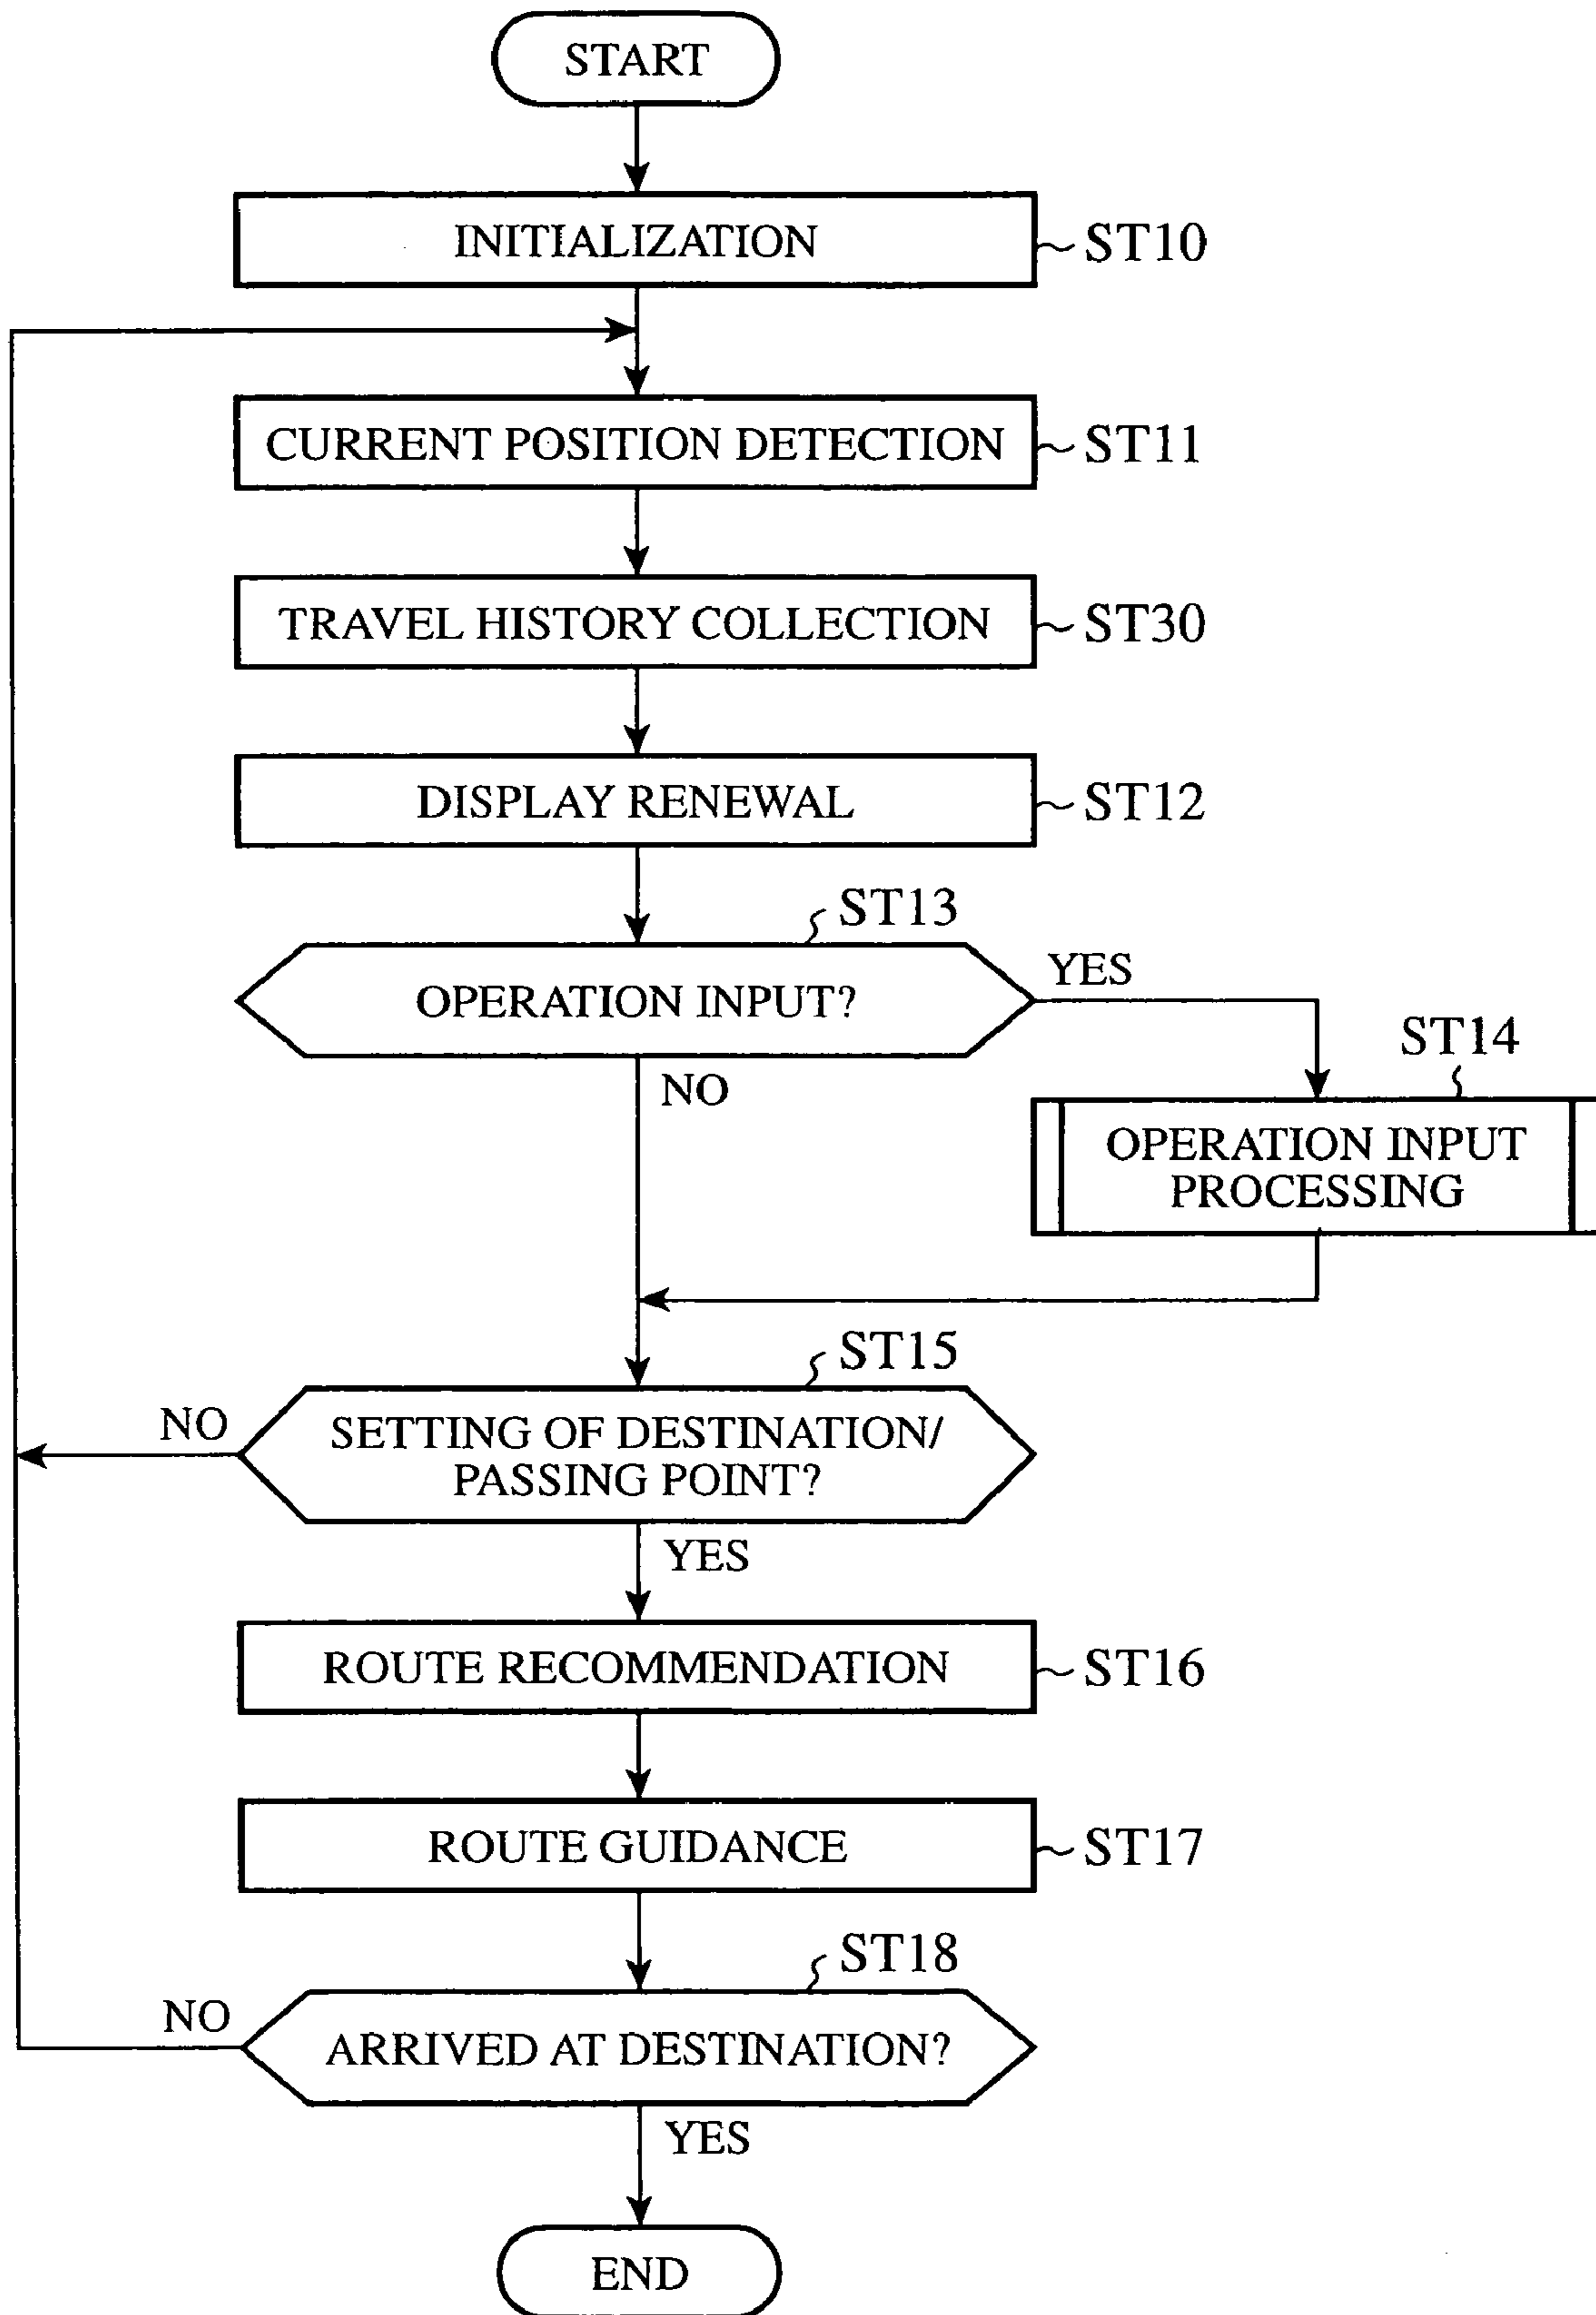 START
INITIALIZATION
ST10
CURRENT POSITION DETECTION
ST11
TRAVEL HISTORY COLLECTION
ST30
DISPLAY RENEWAL
ST12
ST13
OPERATION INPUT?
YES
NO
ST14
OPERATION INPUT
PROCESSING
ST15
SETTING OF DESTINATION/
PASSING POINT?
NO
YES
ROUTE RECOMMENDATION
ST16
ROUTE GUIDANCE
ST17
ST18
ARRIVED AT DESTINATION?
NO
YES
END